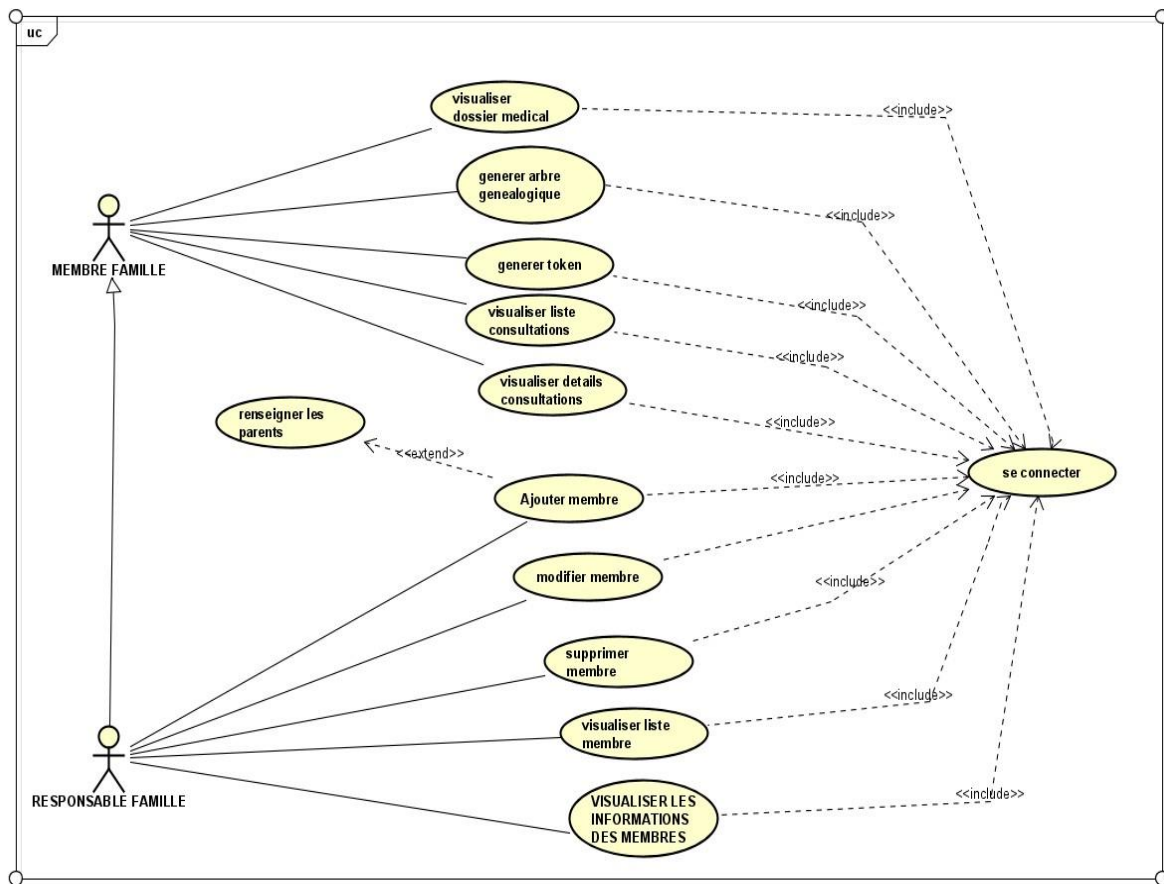 uc
visualiser
dossier medical
<<include>>
generer arbre
genealogique
<<include>>
MEMBRE FAMILLE
generer token
<<include>>
visualiser liste
consultations
<<include>>
visualiser details
consultations
<<include>>
renseigner les
parents
<<extend>>
se connecter
Ajouter membre
<<include>>
modifier membre
<<include>>
supprimer
membre
<<include>>
visualiser liste
membre
RESPONSABLE FAMILLE
VISUALISER LES
INFORMATIONS
DES MEMBRES
<<include>>